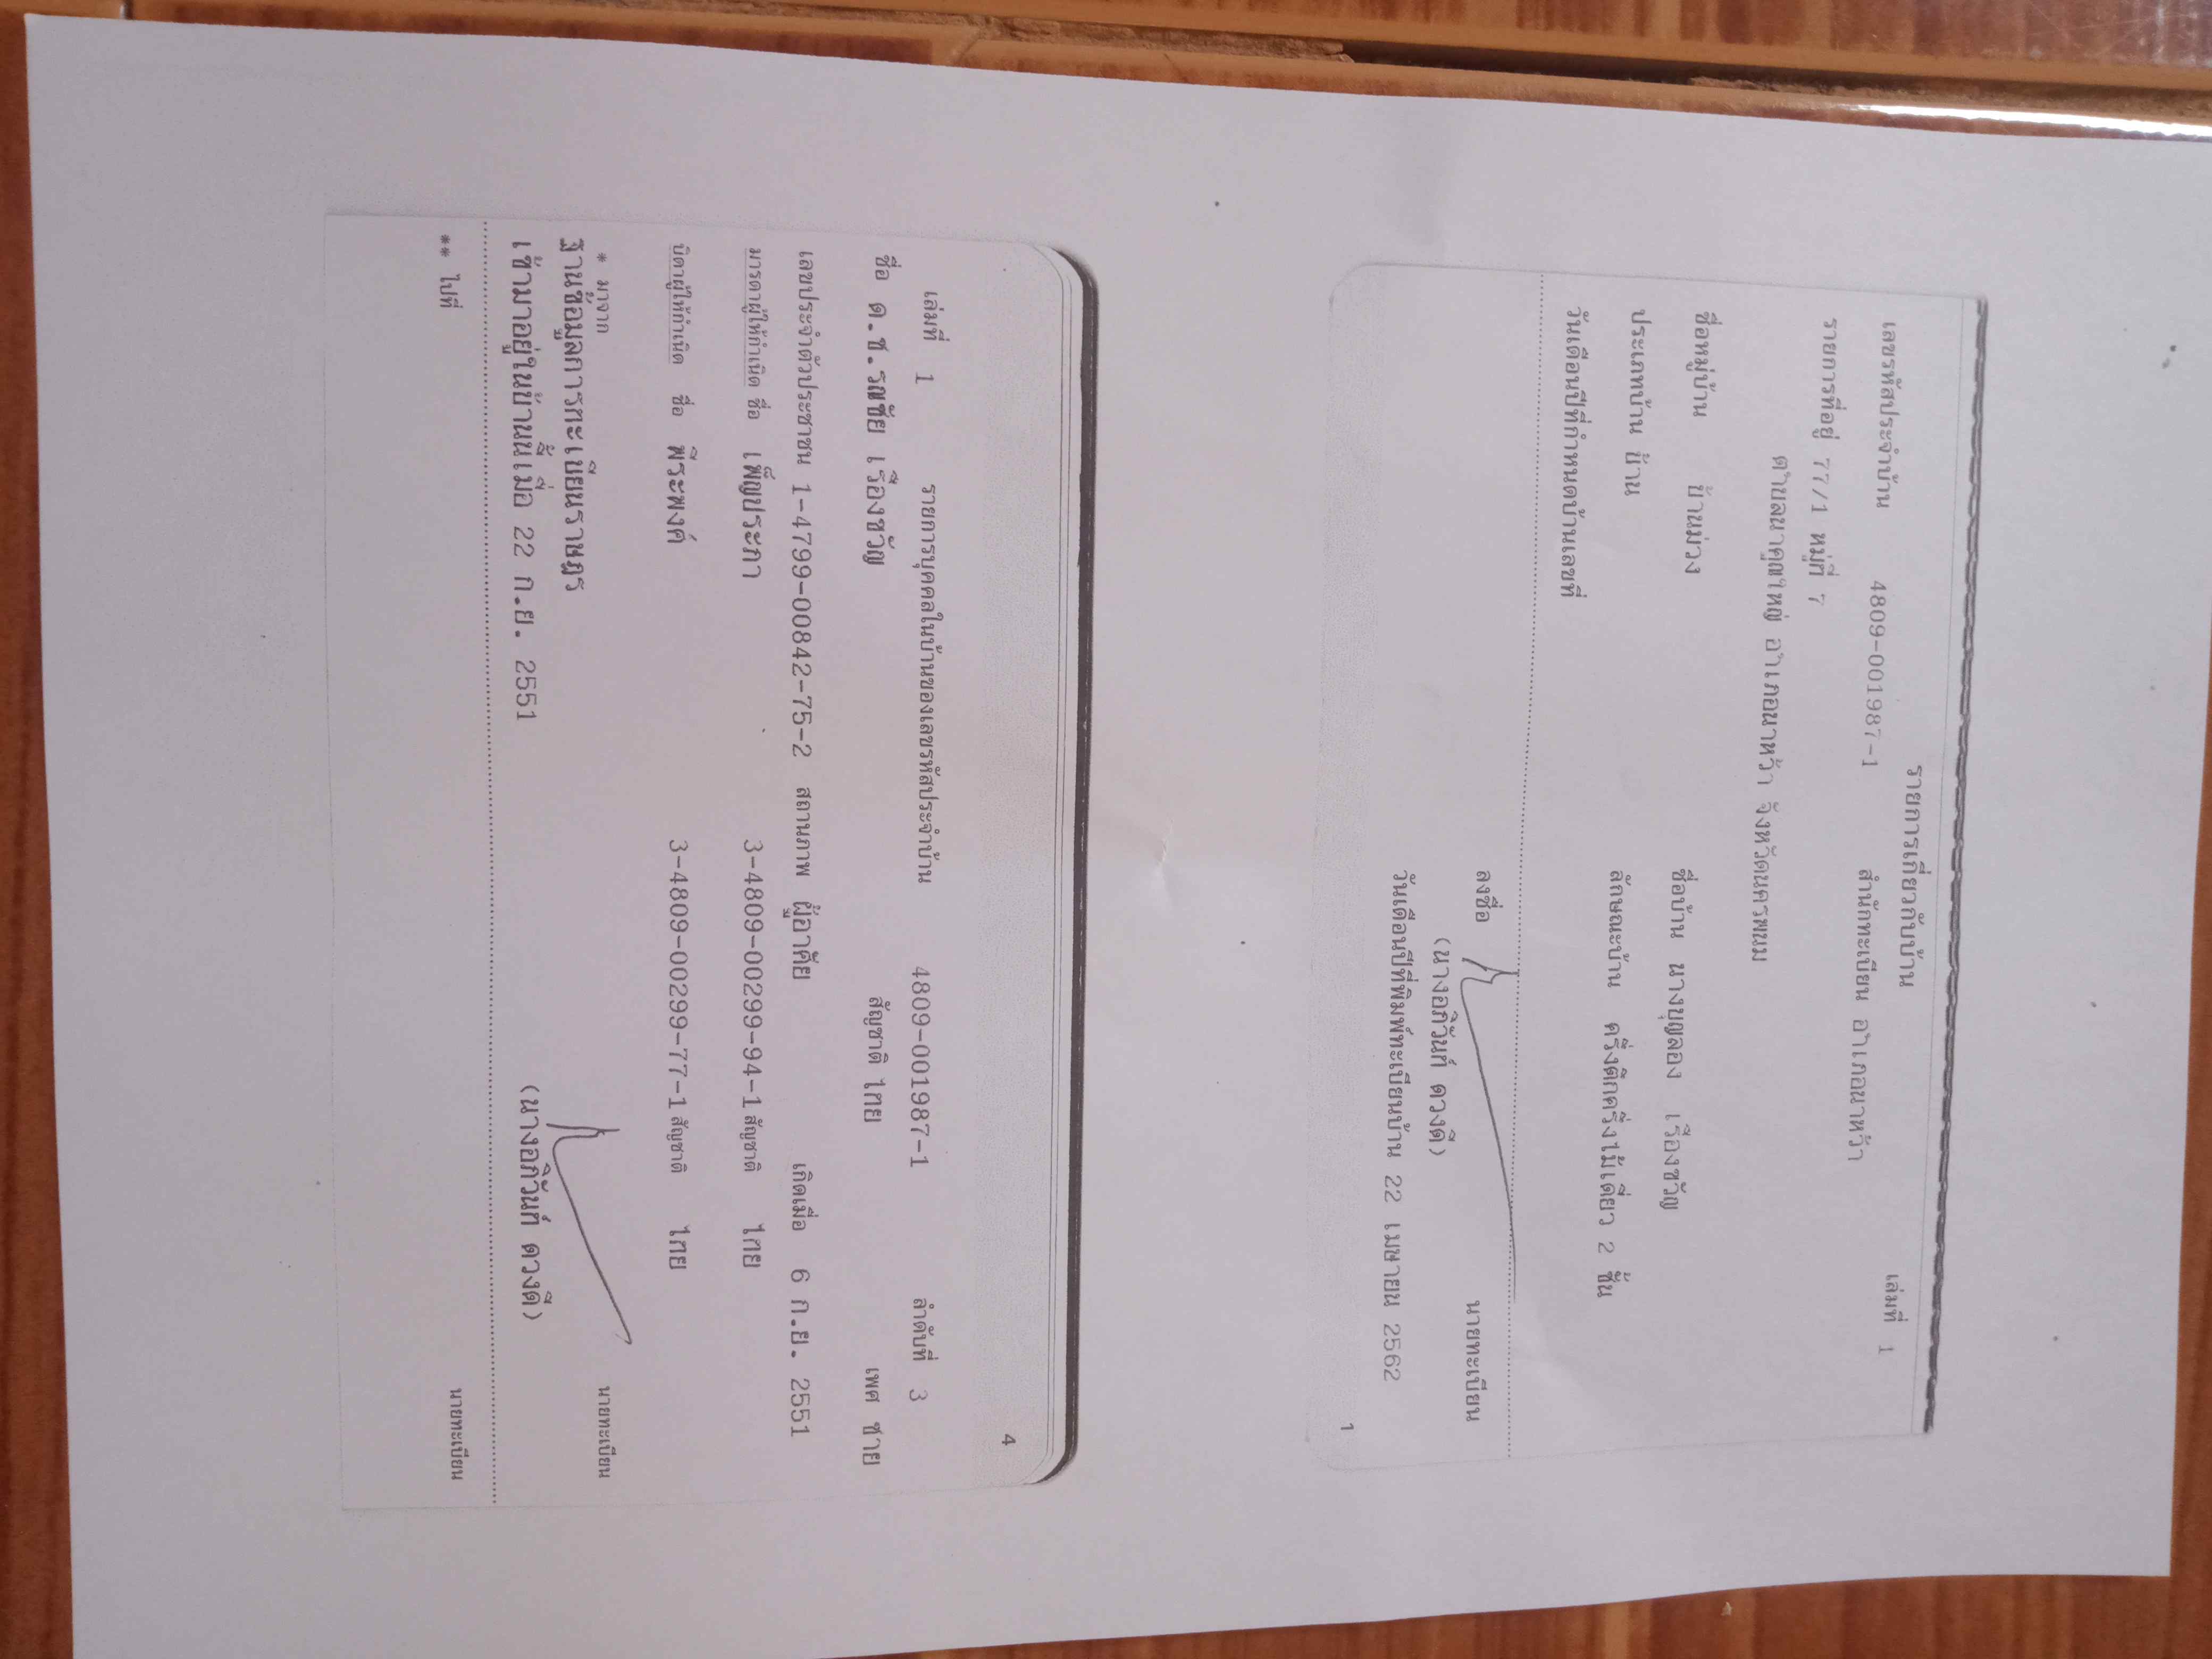 รายการเกี่ยวกับบ้าน
เล่มที่ 1
เลขรหัสประจำบ้าน 4809-001987-1 สำนักทะเบียน อำเภอนาหว้า
รายการที่อยู่ 77/1 หมู่ที่ 7
ตำบลนาคูณใหญ่ อำเภอนาหว้า จังหวัดนครพนม
ชื่อหมู่บ้าน บ้านม่วง ชื่อบ้าน นางบุญลอง เรืองขวัญ
ประเภทบ้าน บ้าน ลักษณะบ้าน ครึ่งตึกครึ่งไม้เดี่ยว 2 ชั้น
วันเดือนปีที่กำหนดบ้านเลขที่
ลงชื่อ นายทะเบียน
(นางอภิวันท์ ดวงดี)
วันเดือนปีที่พิมพ์ทะเบียนบ้าน 22 เมษายน 2562
1
4
เล่มที่ 1 รายการบุคคลในบ้านของเลขรหัสประจำบ้าน 4809-001987-1 ลำดับที่ 3
ชื่อ ด.ช.รณชัย เรืองขวัญ สัญชาติ ไทย เพศ ชาย
เลขประจำตัวประชาชน 1-4799-00842-75-2 สถานภาพ ผู้อาศัย เกิดเมื่อ 6 ก.ย. 2551
มารดาผู้ให้กำเนิด ชื่อ เพ็ญประภา 3-4809-00299-94-1 สัญชาติ ไทย
บิดาผู้ให้กำเนิด ชื่อ พีระพงศ์ 3-4809-00299-77-1 สัญชาติ ไทย
* มาจาก นายทะเบียน
ฐานข้อมูลการทะเบียนราษฎร
เข้ามาอยู่ในบ้านนี้เมื่อ 22 ก.ย. 2551 (นางอภิวันท์ ดวงดี)
** ไปที่ นายทะเบียน